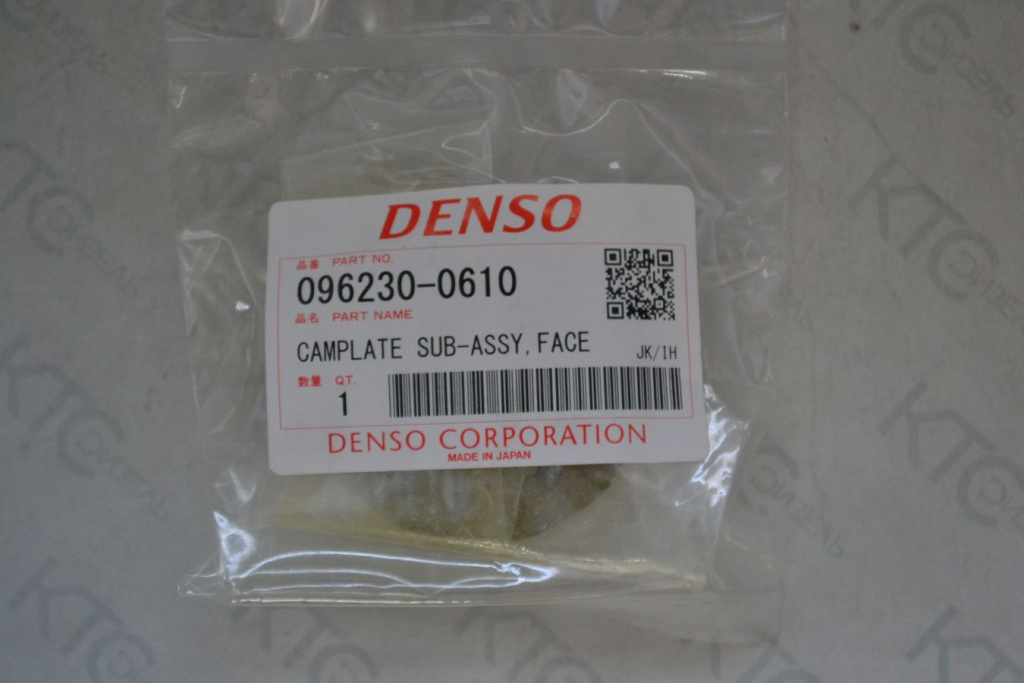 DENSO
品番 PART NO.
096230-0610
品名 PART NAME
CAMPLATE SUB-ASSY, FACE
JK/IH
数量 QT.
1
DENSO CORPORATION
MADE IN JAPAN